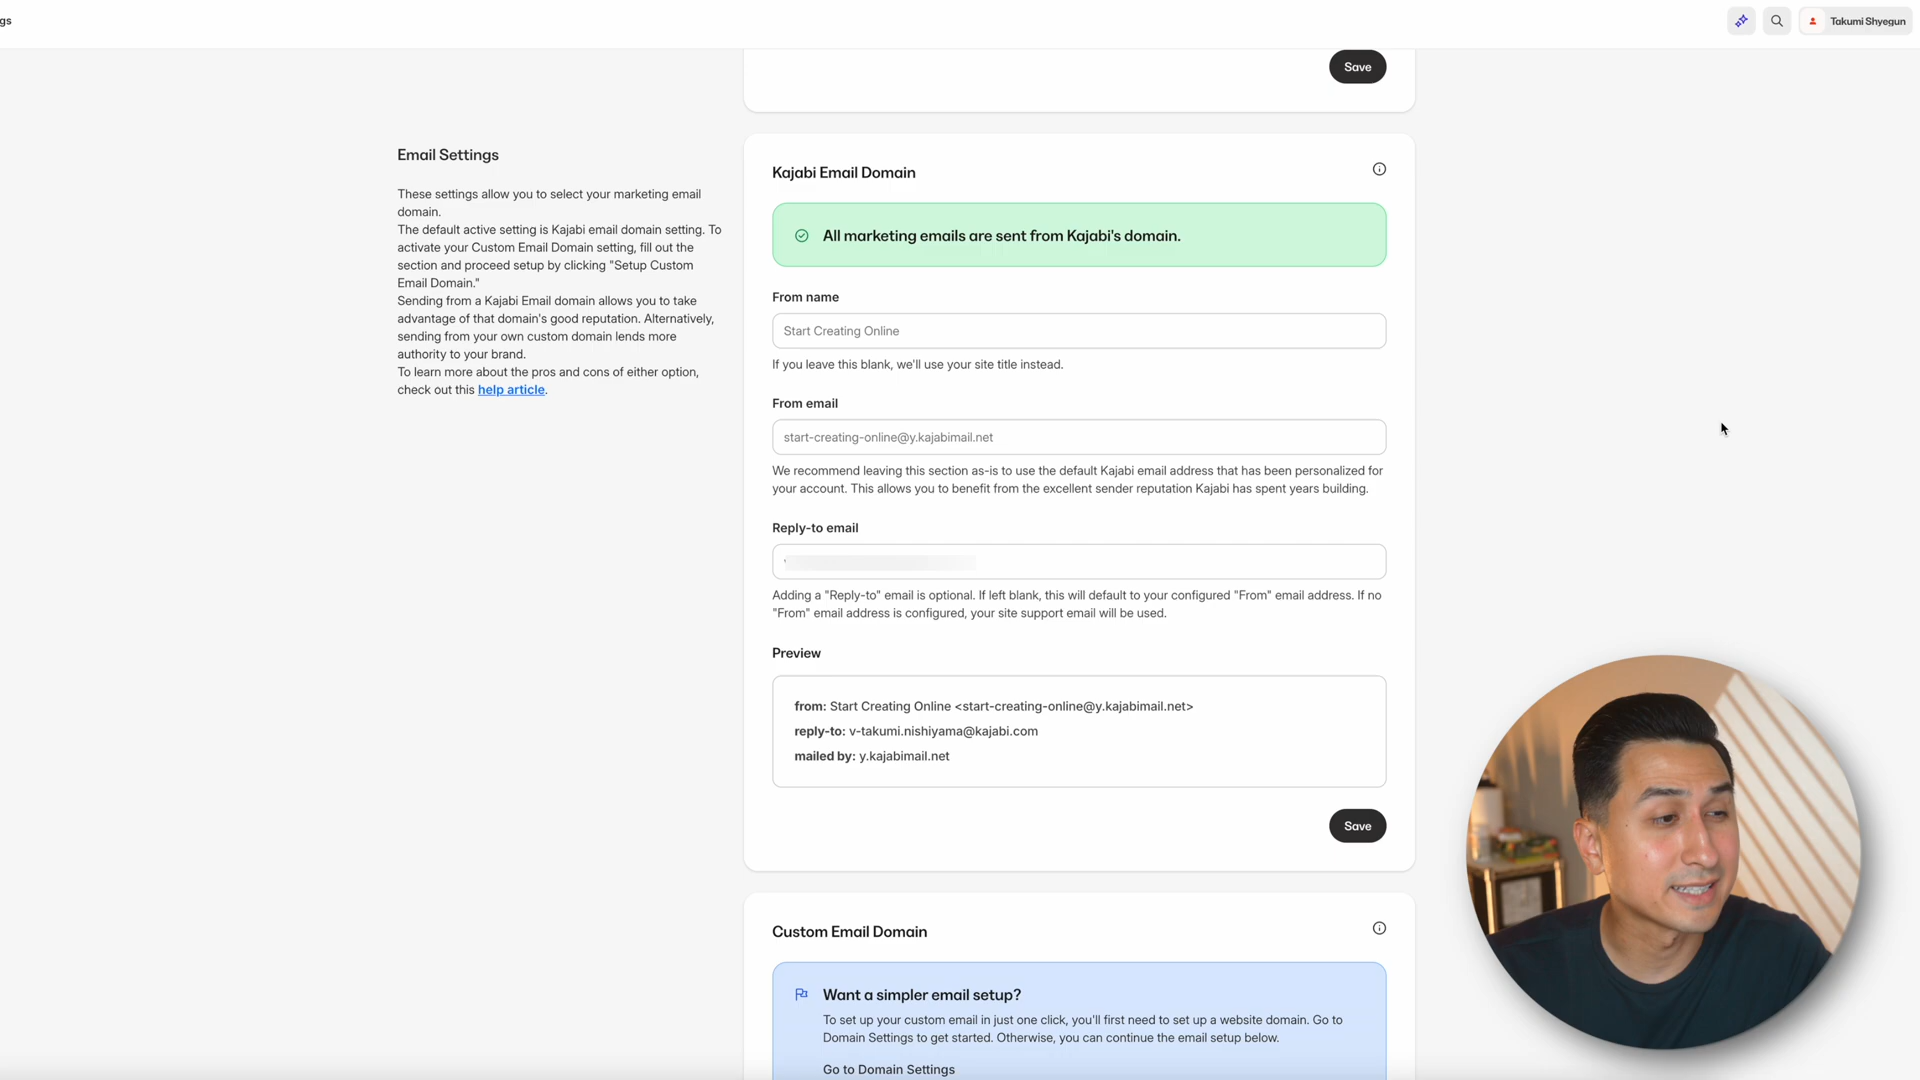 gs
Takumi Shyegun
Save
Email Settings
These settings allow you to select your marketing email
domain.
The default active setting is Kajabi email domain setting. To
activate your Custom Email Domain setting, fill out the
section and proceed setup by clicking "Setup Custom
Email Domain."
Sending from a Kajabi Email domain allows you to take
advantage of that domain's good reputation. Alternatively,
sending from your own custom domain lends more
authority to your brand.
To learn more about the pros and cons of either option,
check out this help article.
Kajabi Email Domain
All marketing emails are sent from Kajabi's domain.
From name
Start Creating Online
If you leave this blank, we'll use your site title instead.
From email
start-creating-online@y.kajabimail.net
We recommend leaving this section as-is to use the default Kajabi email address that has been personalized for
your account. This allows you to benefit from the excellent sender reputation Kajabi has spent years building.
Reply-to email
Adding a "Reply-to" email is optional. If left blank, this will default to your configured "From" email address. If no
"From" email address is configured, your site support email will be used.
Preview
from: Start Creating Online <start-creating-online@y.kajabimail.net>
reply-to: v-takumi.nishiyama@kajabi.com
mailed by: y.kajabimail.net
Save
Custom Email Domain
Want a simpler email setup?
To set up your custom email in just one click, you'll first need to set up a website domain. Go to
Domain Settings to get started. Otherwise, you can continue the email setup below.
Go to Domain Settings